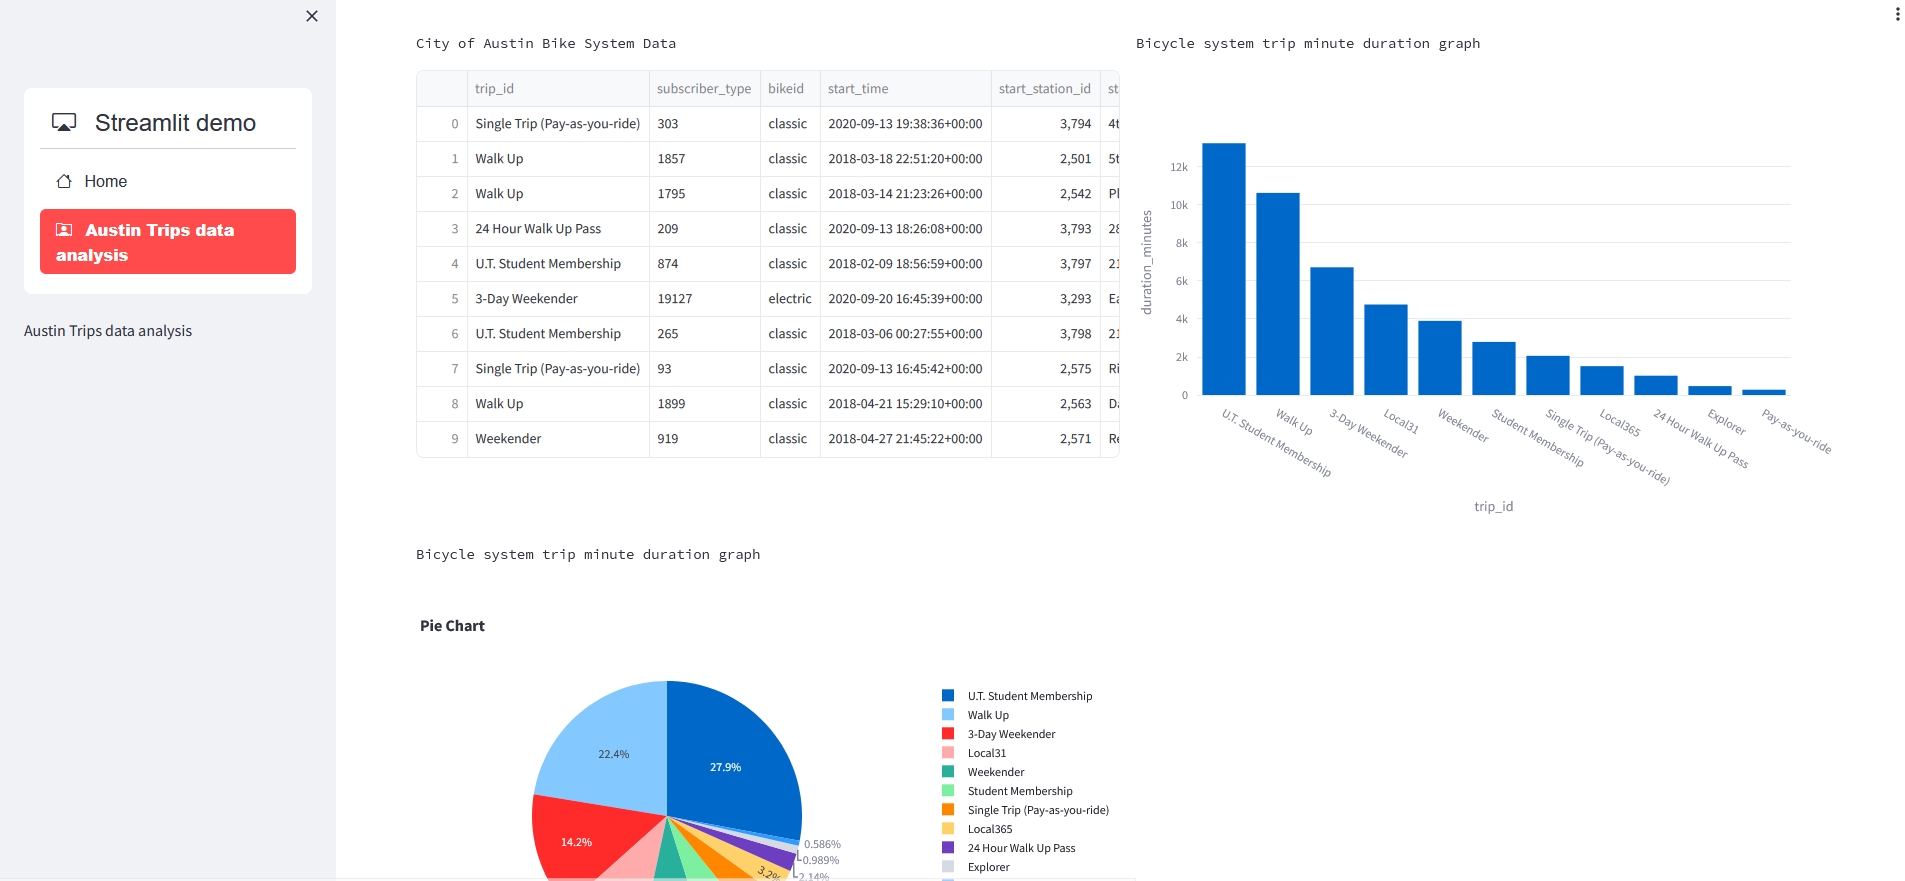 Streamlit demo
Home
Austin Trips data
analysis
Austin Trips data analysis
City of Austin Bike System Data
trip_id subscriber_type bikeid start_time start_station_id st
0 Single Trip (Pay-as-you-ride) 303 classic 2020-09-13 19:38:36+00:00 3,794 4t
1 Walk Up 1857 classic 2018-03-18 22:51:20+00:00 2,501 5t
2 Walk Up 1795 classic 2018-03-14 21:23:26+00:00 2,542 Pl
3 24 Hour Walk Up Pass 209 classic 2020-09-13 18:26:08+00:00 3,793 28
4 U.T. Student Membership 874 classic 2018-02-09 18:56:59+00:00 3,797 21
5 3-Day Weekender 19127 electric 2020-09-20 16:45:39+00:00 3,293 Ea
6 U.T. Student Membership 265 classic 2018-03-06 00:27:55+00:00 3,798 21
7 Single Trip (Pay-as-you-ride) 93 classic 2020-09-13 16:45:42+00:00 2,575 Ri
8 Walk Up 1899 classic 2018-04-21 15:29:10+00:00 2,563 Da
9 Weekender 919 classic 2018-04-27 21:45:22+00:00 2,571 Re
Bicycle system trip minute duration graph
duration_minutes
12k
10k
8k
6k
4k
2k
0
U.T. Student Membership
Walk Up
3-Day Weekender
Local31
Weekender
Student Membership
Single Trip (Pay-as-you-ride)
Local365
24 Hour Walk Up Pass
Explorer
Pay-as-you-ride
trip_id
Bicycle system trip minute duration graph
Pie Chart
22.4%
27.9%
14.2%
0.586%
0.989%
2.14%
3.2%
U.T. Student Membership
Walk Up
3-Day Weekender
Local31
Weekender
Student Membership
Single Trip (Pay-as-you-ride)
Local365
24 Hour Walk Up Pass
Explorer